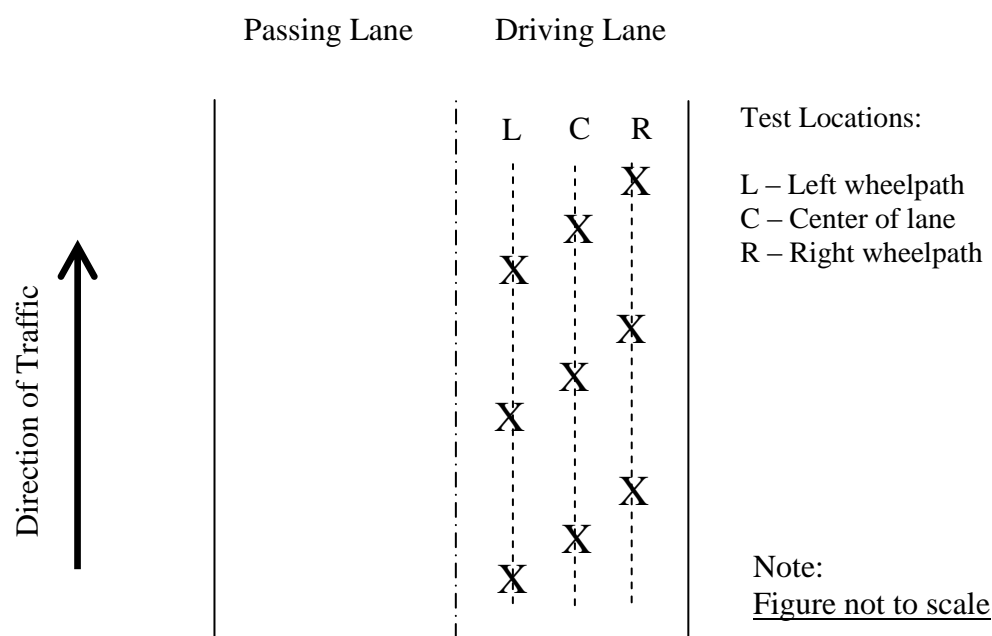 Passing Lane
Driving Lane
L C R
X
X
X
X
X
X
X
X
X
Direction of Traffic
Test Locations:
L – Left wheelpath
C – Center of lane
R – Right wheelpath
Note:
Figure not to scale